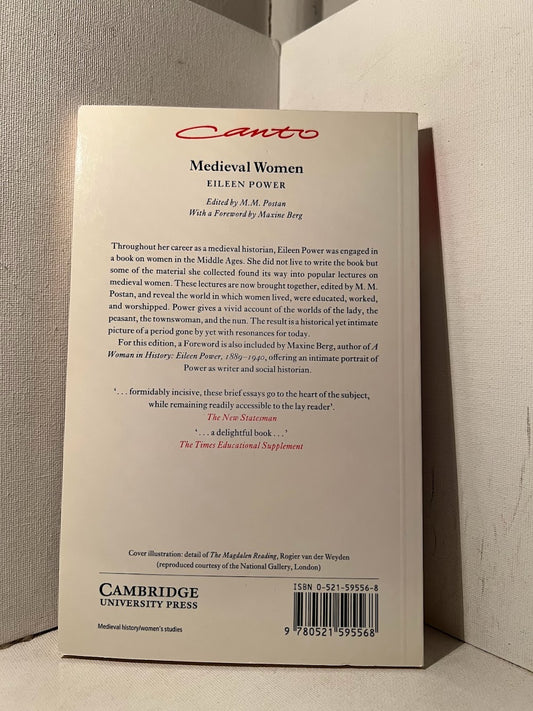 Canto
Medieval Women
EILEEN POWER
Edited by M.M. Postan
With a Foreword by Maxine Berg
Throughout her career as a medieval historian, Eileen Power was engaged in
a book on women in the Middle Ages. She did not live to write the book but
some of the material she collected found its way into popular lectures on
medieval women. These lectures are now brought together, edited by M. M.
Postan, and reveal the world in which women lived, were educated, worked,
and worshipped. Power gives a vivid account of the worlds of the lady, the
peasant, the townswoman, and the nun. The result is a historical yet intimate
picture of a period gone by yet with resonances for today.
For this edition, a Foreword is also included by Maxine Berg, author of A
Woman in History: Eileen Power, 1889–1940, offering an intimate portrait of
Power as writer and social historian.
‘. . . formidably incisive, these brief essays go to the heart of the subject,
while remaining readily accessible to the lay reader’.
The New Statesman
‘. . . a delightful book . . .’
The Times Educational Supplement
Cover illustration: detail of The Magdalen Reading, Rogier van der Weyden
(reproduced courtesy of the National Gallery, London)
CAMBRIDGE
UNIVERSITY PRESS
Medieval history/women's studies
ISBN 0-521-59556-8
9 780521 595568